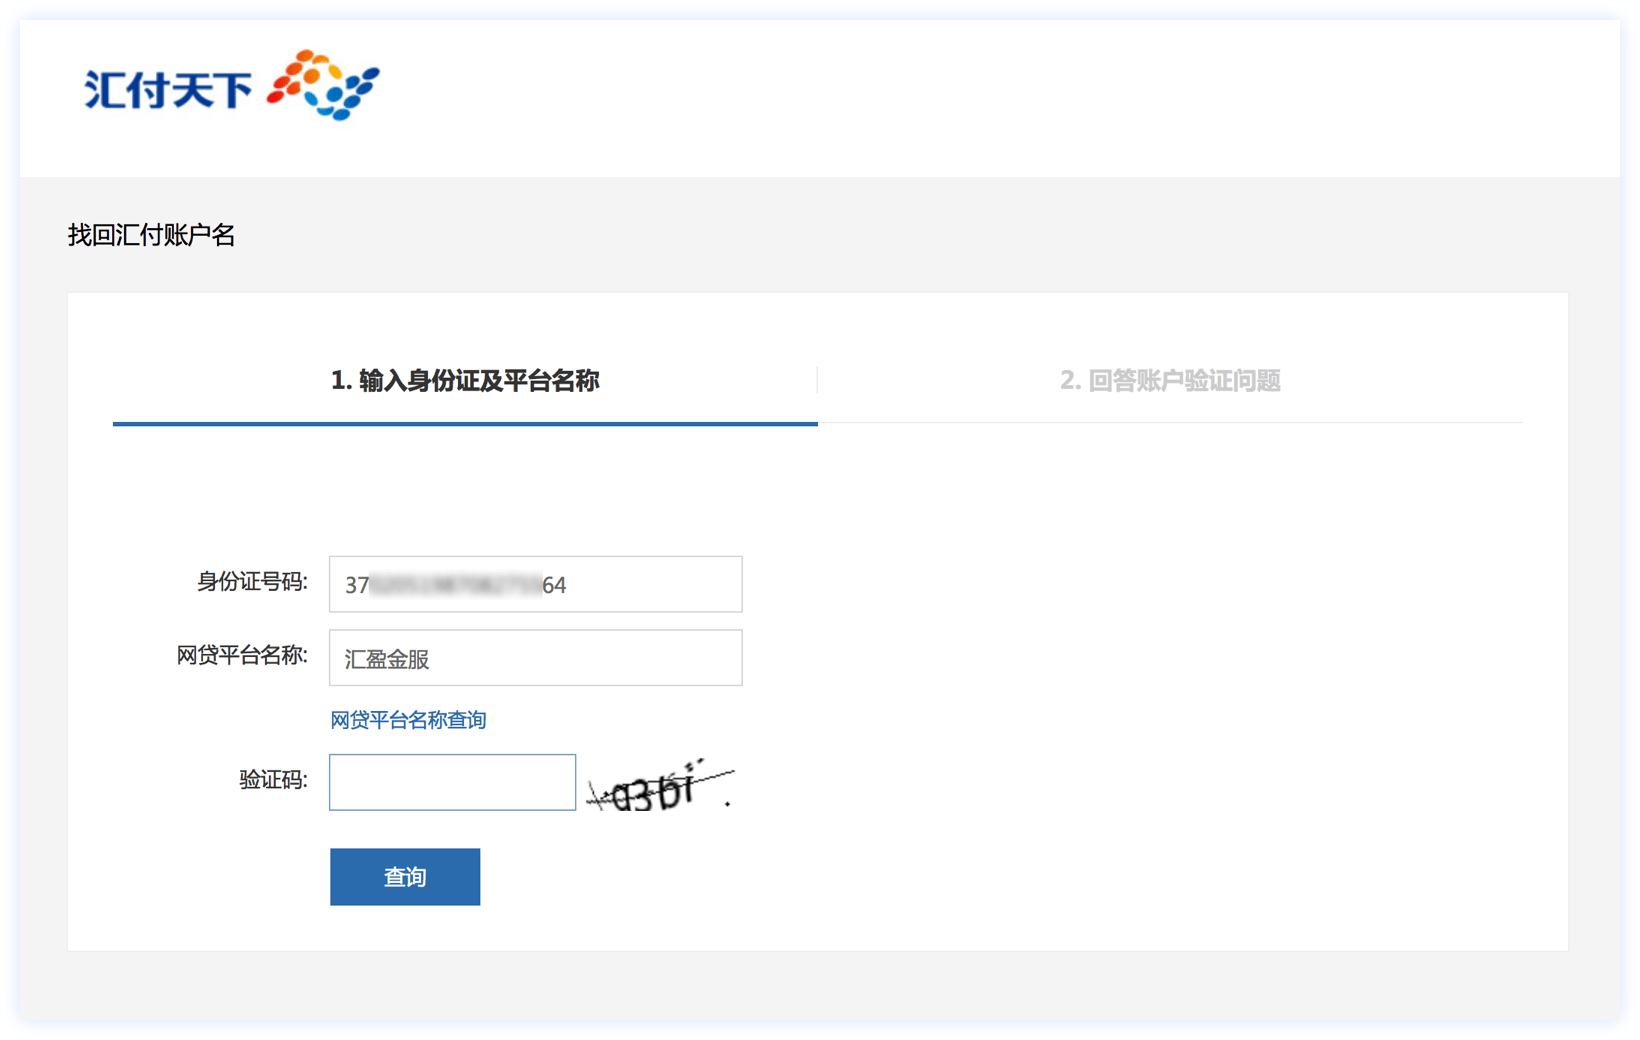 汇付天下
找回汇付账户名
1. 输入身份证及平台名称
2. 回答账户验证问题
身份证号码: 37 64
网贷平台名称: 汇盈金服
网贷平台名称查询
验证码: q3bi
查询